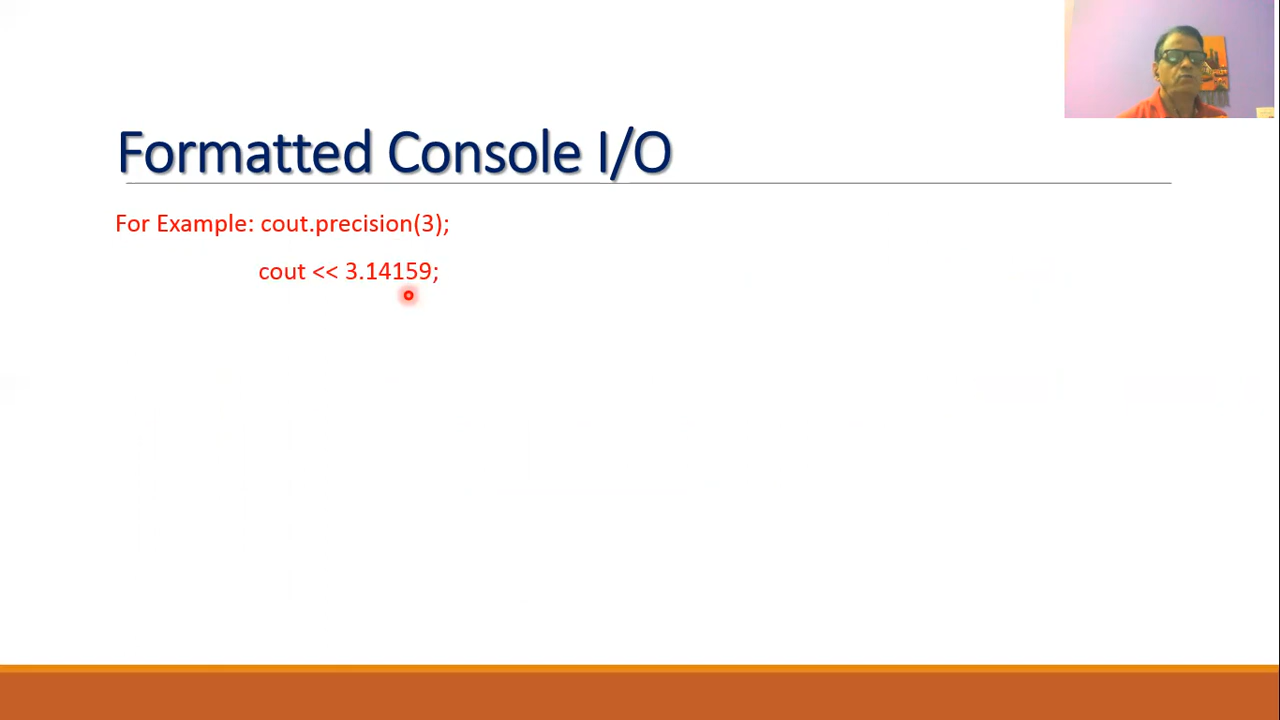 Formatted Console I/O
For Example: cout.precision(3);
cout << 3.14159;